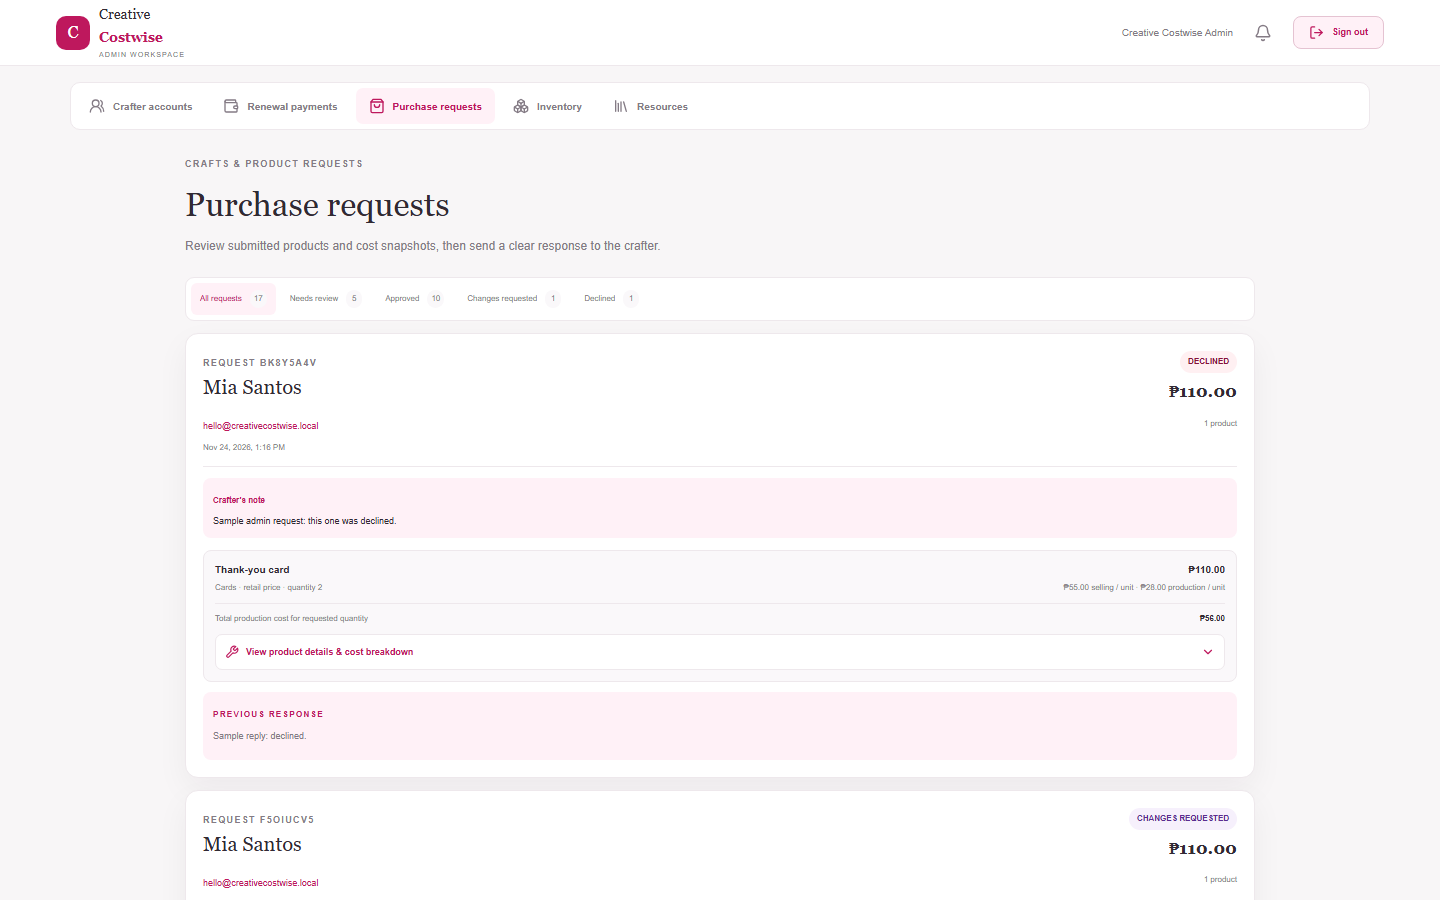 C
Creative
Costwise
ADMIN WORKSPACE
Creative Costwise Admin
Sign out
Crafter accounts
Renewal payments
Purchase requests
Inventory
Resources
CRAFTS & PRODUCT REQUESTS
Purchase requests
Review submitted products and cost snapshots, then send a clear response to the crafter.
All requests 17
Needs review 5
Approved 10
Changes requested 1
Declined 1
REQUEST BK8Y5A4V
DECLINED
Mia Santos
₱110.00
hello@creativecostwise.local
1 product
Nov 24, 2026, 1:16 PM
Crafter's note
Sample admin request: this one was declined.
Thank-you card
₱110.00
Cards · retail price · quantity 2
₱55.00 selling / unit · ₱28.00 production / unit
Total production cost for requested quantity
₱56.00
View product details & cost breakdown
PREVIOUS RESPONSE
Sample reply: declined.
REQUEST F5OIUCV5
CHANGES REQUESTED
Mia Santos
₱110.00
hello@creativecostwise.local
1 product